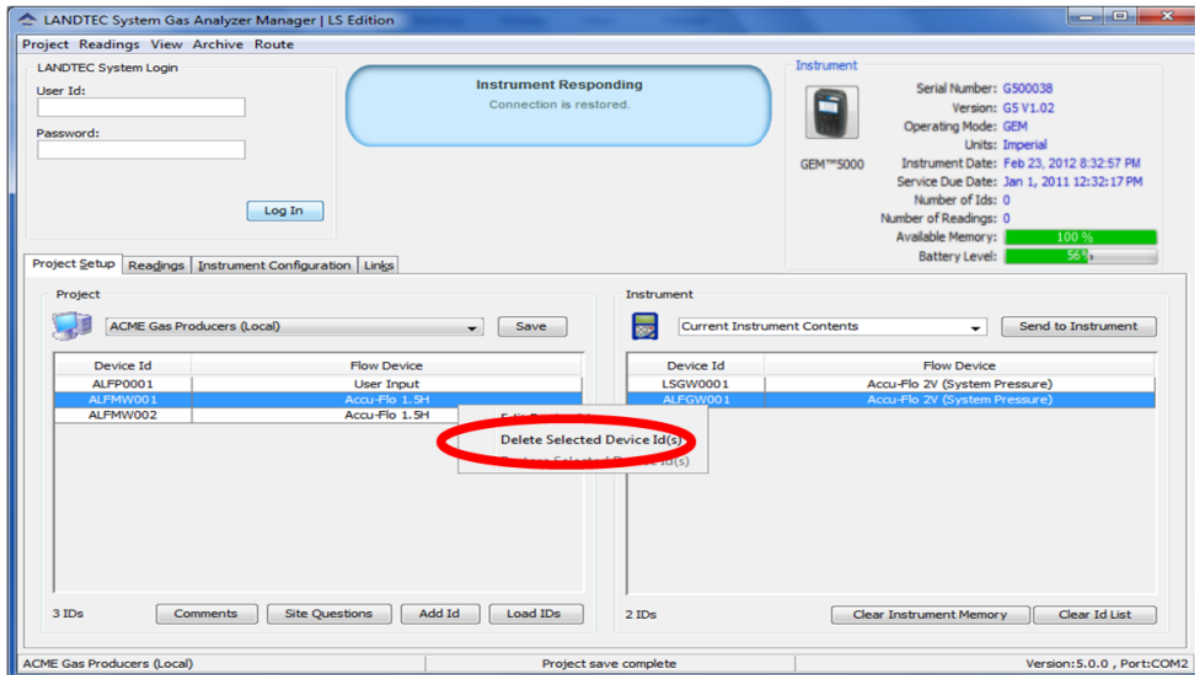 LANDTEC System Gas Analyzer Manager | LS Edition
Project Readings View Archive Route
LANDTEC System Login
User Id:
Password:
Log In
Instrument Responding
Connection is restored.
Instrument
GEM™5000
Serial Number: G500038
Version: G5 V1.02
Operating Mode: GEM
Units: Imperial
Instrument Date: Feb 23, 2012 8:32:57 PM
Service Due Date: Jan 1, 2011 12:32:17 PM
Number of Ids: 0
Number of Readings: 0
Available Memory: 100 %
Battery Level: 56%
Project Setup Readings Instrument Configuration Links
Project
ACME Gas Producers (Local) Save
Device Id Flow Device
ALFP0001 User Input
ALFMW001 Accu-Flo 1.5H
ALFMW002 Accu-Flo 1.5H
Delete Selected Device Id(s)
Selected Device Id(s)
3 IDs Comments Site Questions Add Id Load IDs
Instrument
Current Instrument Contents Send to Instrument
Device Id Flow Device
LSGW0001 Accu-Flo 2V (System Pressure)
ALFGW001 Accu-Flo 2V (System Pressure)
2 IDs Clear Instrument Memory Clear Id List
ACME Gas Producers (Local) Project save complete Version:5.0.0 , Port:COM2